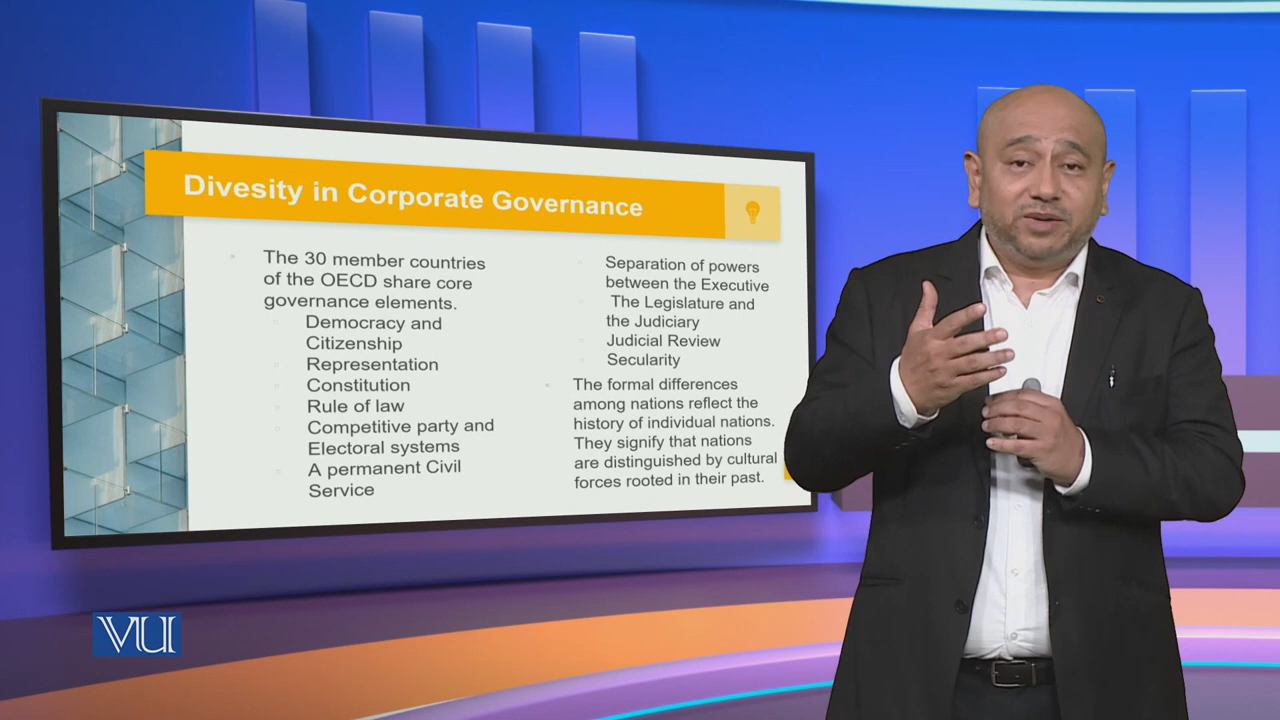 Divesity in Corporate Governance
The 30 member countries
of the OECD share core
governance elements.
Democracy and
Citizenship
Representation
Constitution
Rule of law
Competitive party and
Electoral systems
A permanent Civil
Service
Separation of powers
between the Executive
The Legislature and
the Judiciary
Judicial Review
Secularity
The formal differences
among nations reflect the
history of individual nations.
They signify that nations
are distinguished by cultural
forces rooted in their past.
VU